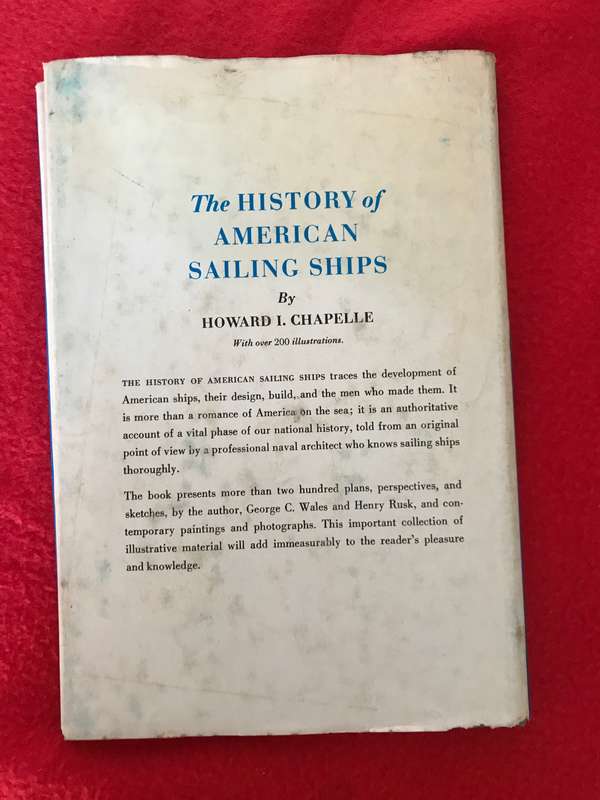 The HISTORY of
AMERICAN
SAILING SHIPS
By
HOWARD I. CHAPELLE
With over 200 illustrations.
THE HISTORY OF AMERICAN SAILING SHIPS traces the development of
American ships, their design, build, and the men who made them. It
is more than a romance of America on the sea; it is an authoritative
account of a vital phase of our national history, told from an original
point of view by a professional naval architect who knows sailing ships
thoroughly.
The book presents more than two hundred plans, perspectives, and
sketches, by the author, George C. Wales and Henry Rusk, and con-
temporary paintings and photographs. This important collection of
illustrative material will add immeasurably to the reader's pleasure
and knowledge.